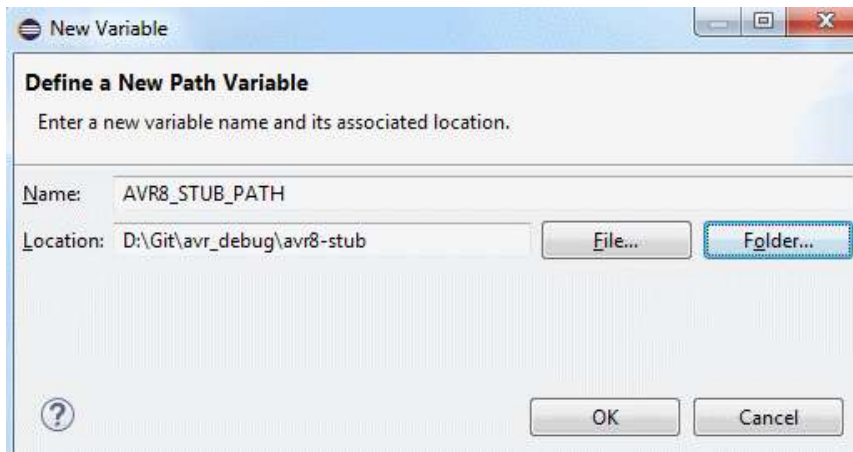 New Variable
Define a New Path Variable
Enter a new variable name and its associated location.
Name: AVR8_STUB_PATH
Location: D:\Git\avr_debug\avr8-stub File... Folder...
? OK Cancel